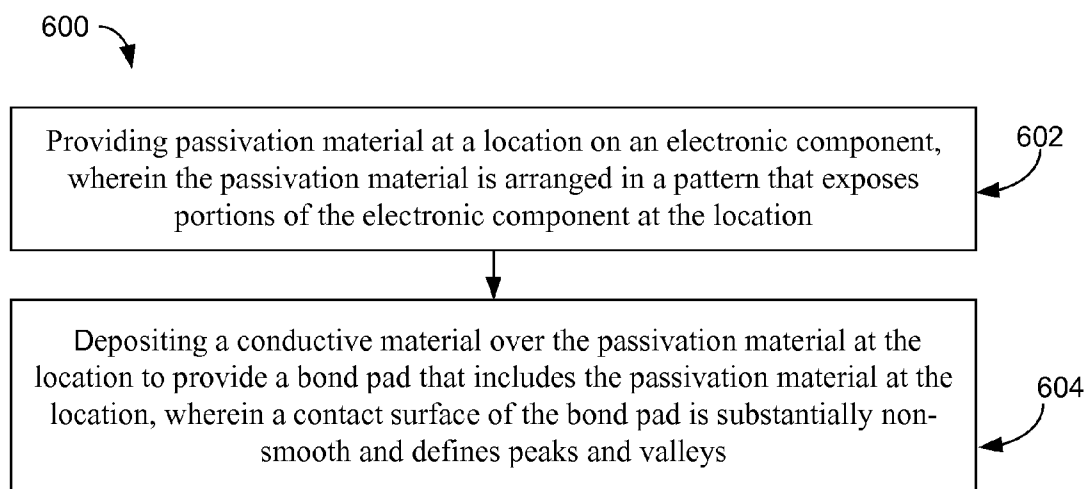 600
Providing passivation material at a location on an electronic component,
wherein the passivation material is arranged in a pattern that exposes
portions of the electronic component at the location
602
Depositing a conductive material over the passivation material at the
location to provide a bond pad that includes the passivation material at the
location, wherein a contact surface of the bond pad is substantially non-
smooth and defines peaks and valleys
604